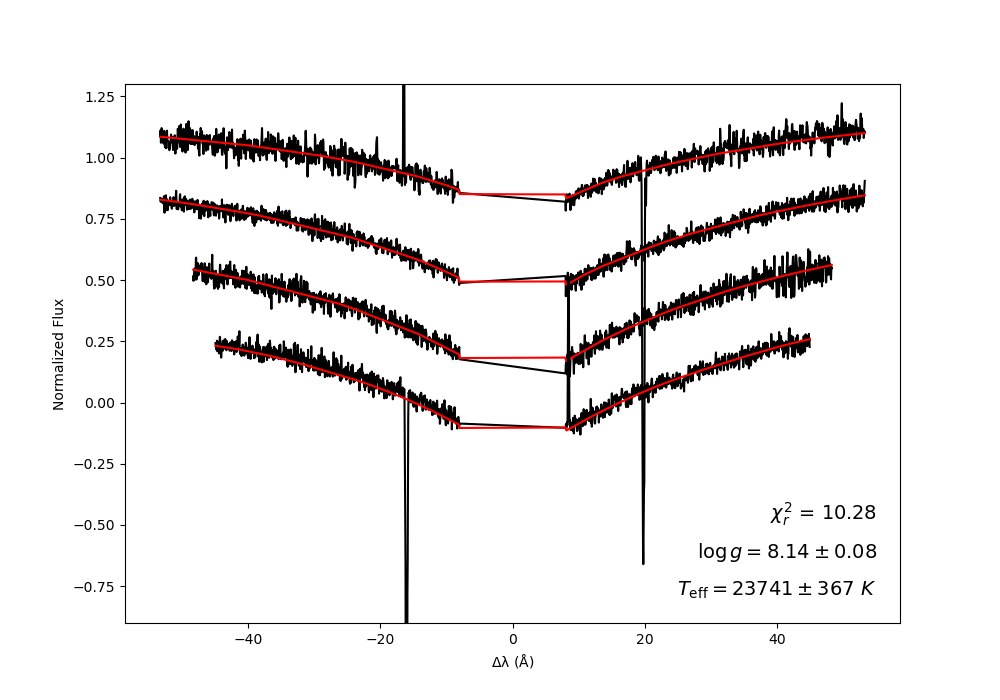 1.25
1.00
0.75
0.50
0.25
0.00
−0.25
−0.50
−0.75
Normalized Flux
χ²ᵣ = 10.28
log g = 8.14 ± 0.08
T_eff = 23741 ± 367 K
−40 −20 0 20 40
Δλ (Å)